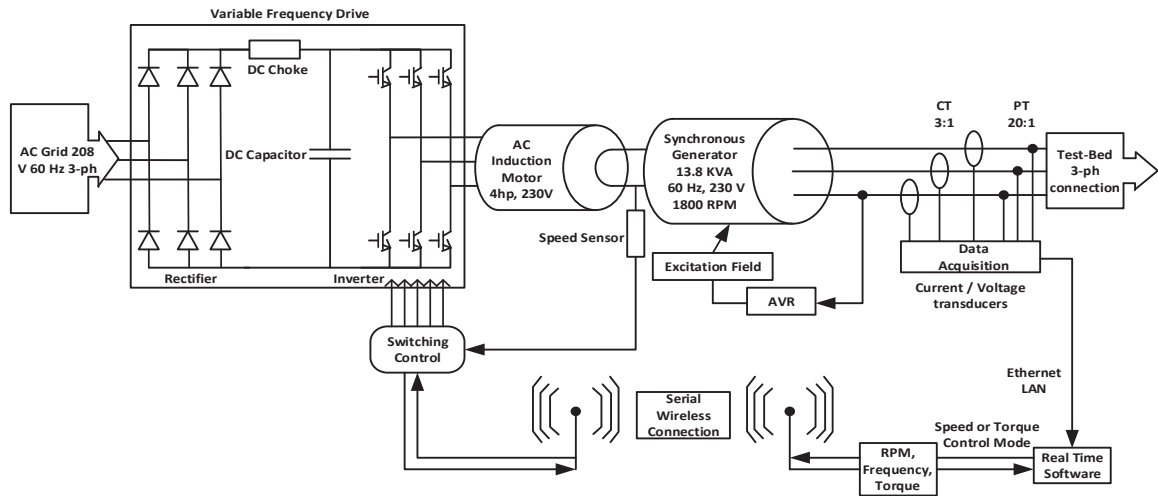 Variable Frequency Drive
DC Choke
DC Capacitor
AC Grid 208
V 60 Hz 3-ph
Rectifier
Inverter
AC
Induction
Motor
4hp, 230V
Synchronous
Generator
13.8 KVA
60 Hz, 230 V
1800 RPM
CT
3:1
PT
20:1
Test-Bed
3-ph
connection
Speed Sensor
Excitation Field
AVR
Data
Acquisition
Current / Voltage
transducers
Switching
Control
Ethernet
LAN
Serial
Wireless
Connection
Speed or Torque
Control Mode
RPM,
Frequency,
Torque
Real Time
Software